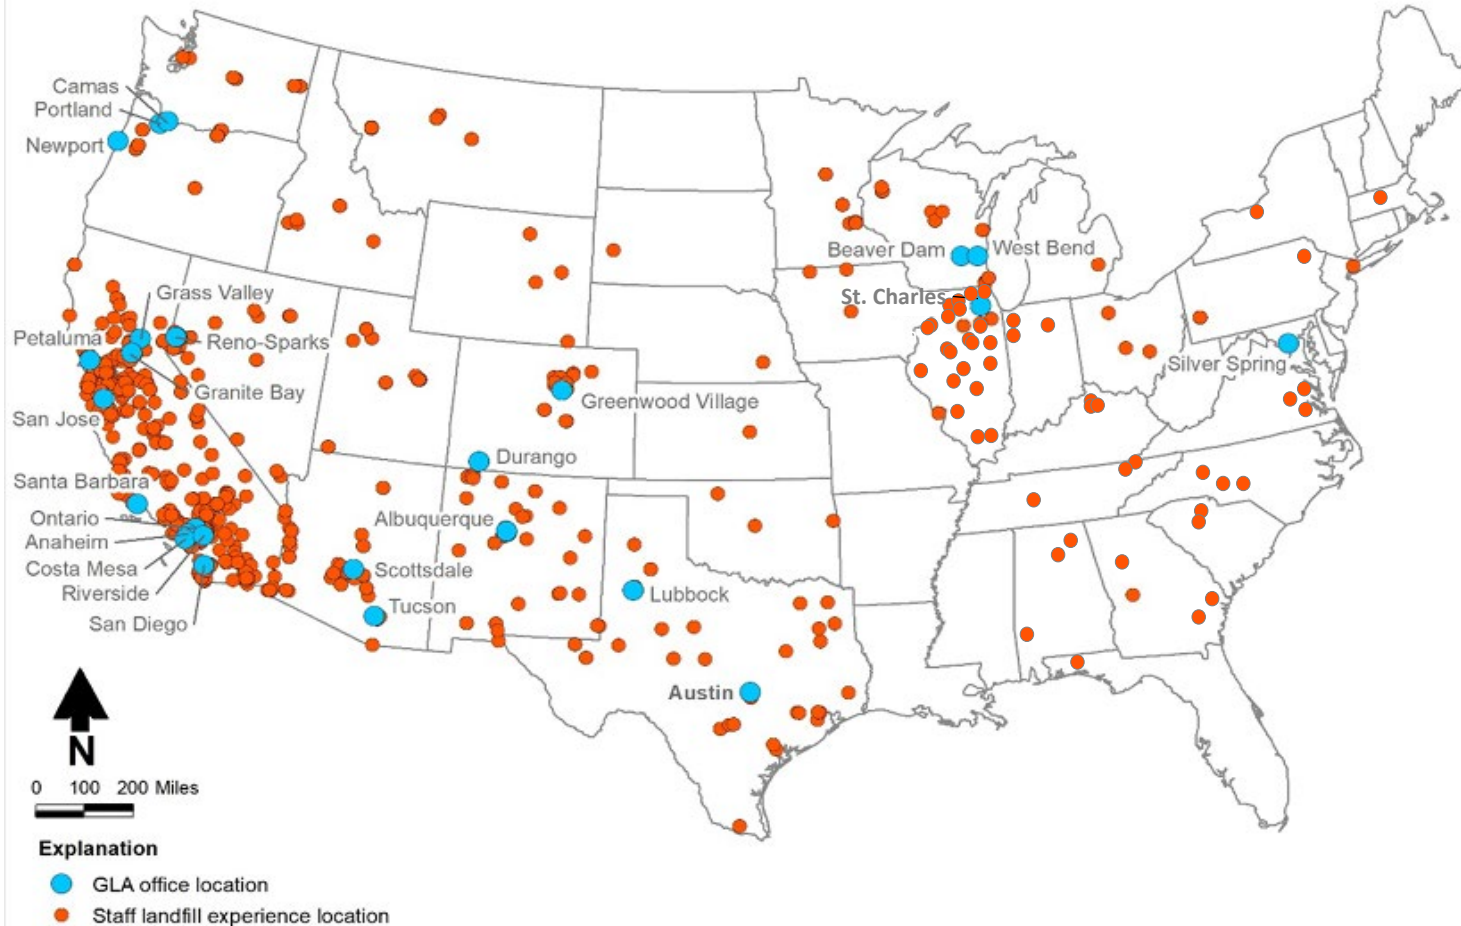 Camas
Portland
Newport
Beaver Dam
West Bend
Grass Valley
St. Charles
Petaluma
Reno-Sparks
Silver Spring
Granite Bay
Greenwood Village
San Jose
Durango
Santa Barbara
Ontario
Albuquerque
Anaheim
Costa Mesa
Scottsdale
Riverside
Lubbock
Tucson
San Diego
Austin
N
0 100 200 Miles
Explanation
GLA office location
Staff landfill experience location